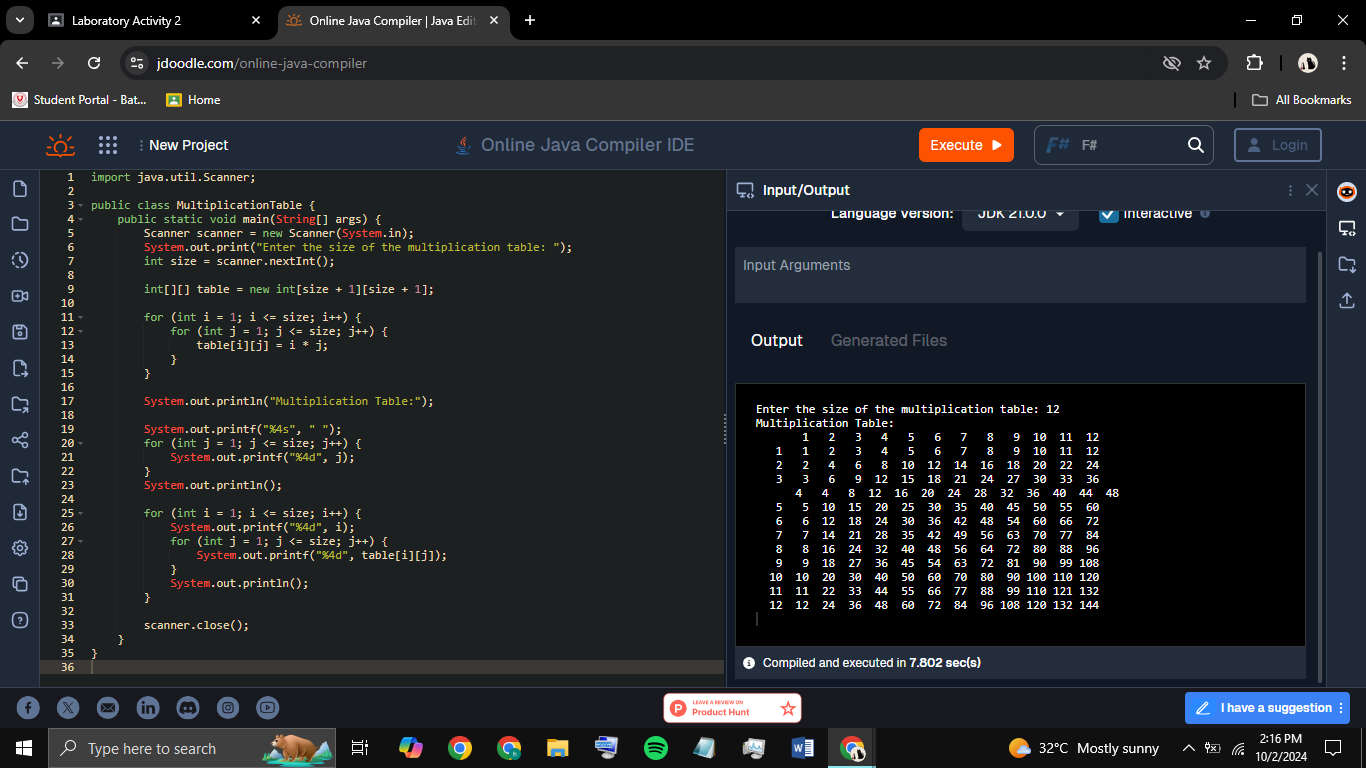 Laboratory Activity 2
Online Java Compiler | Java Edit
jdoodle.com/online-java-compiler
Student Portal - Bat...
Home
All Bookmarks
New Project
Online Java Compiler IDE
Execute
F# F#
Login
1 import java.util.Scanner;
2
3 public class MultiplicationTable {
4 public static void main(String[] args) {
5 Scanner scanner = new Scanner(System.in);
6 System.out.print("Enter the size of the multiplication table: ");
7 int size = scanner.nextInt();
8
9 int[][] table = new int[size + 1][size + 1];
10
11 for (int i = 1; i <= size; i++) {
12 for (int j = 1; j <= size; j++) {
13 table[i][j] = i * j;
14 }
15 }
16
17 System.out.println("Multiplication Table:");
18
19 System.out.printf("%4s", " ");
20 for (int j = 1; j <= size; j++) {
21 System.out.printf("%4d", j);
22 }
23 System.out.println();
24
25 for (int i = 1; i <= size; i++) {
26 System.out.printf("%4d", i);
27 for (int j = 1; j <= size; j++) {
28 System.out.printf("%4d", table[i][j]);
29 }
30 System.out.println();
31 }
32
33 scanner.close();
34 }
35 }
36
Input/Output
Language Version: JDK 21.0.0 Interactive
Input Arguments
Output Generated Files
Enter the size of the multiplication table: 12
Multiplication Table:
1 2 3 4 5 6 7 8 9 10 11 12
1 1 2 3 4 5 6 7 8 9 10 11 12
2 2 4 6 8 10 12 14 16 18 20 22 24
3 3 6 9 12 15 18 21 24 27 30 33 36
4 4 8 12 16 20 24 28 32 36 40 44 48
5 5 10 15 20 25 30 35 40 45 50 55 60
6 6 12 18 24 30 36 42 48 54 60 66 72
7 7 14 21 28 35 42 49 56 63 70 77 84
8 8 16 24 32 40 48 56 64 72 80 88 96
9 9 18 27 36 45 54 63 72 81 90 99 108
10 10 20 30 40 50 60 70 80 90 100 110 120
11 11 22 33 44 55 66 77 88 99 110 121 132
12 12 24 36 48 60 72 84 96 108 120 132 144
Compiled and executed in 7.802 sec(s)
LEAVE A REVIEW ON
Product Hunt
I have a suggestion
Type here to search
32°C Mostly sunny
2:16 PM
10/2/2024